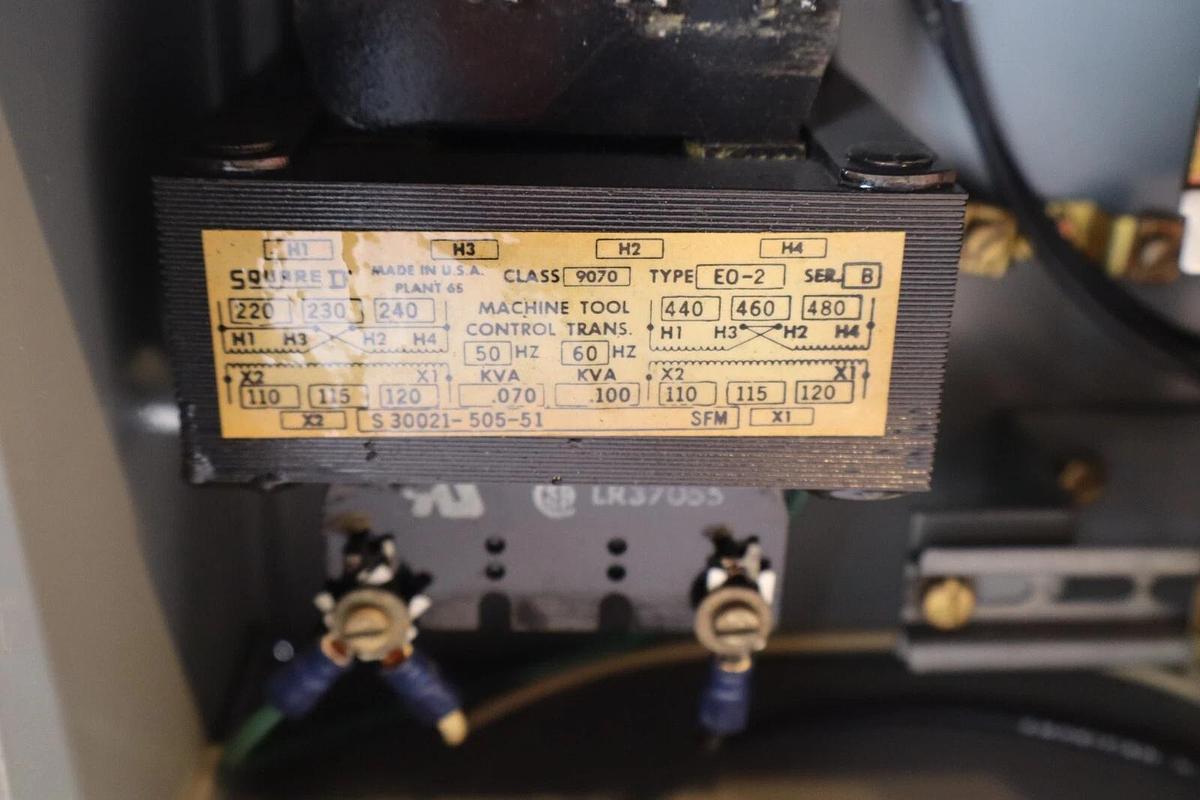 H1 H3 H2 H4
SQUARE D MADE IN U.S.A. PLANT 65 CLASS 9070 TYPE EO-2 SER. B
220 230 240 MACHINE TOOL 440 460 480
H1 H3 H2 H4 CONTROL TRANS. H1 H3 H2 H4
50 HZ 60 HZ
X2 X1 KVA KVA X2 X1
110 115 120 .070 .100 110 115 120
X2 S 30021-505-51 SFM X1
LR37055